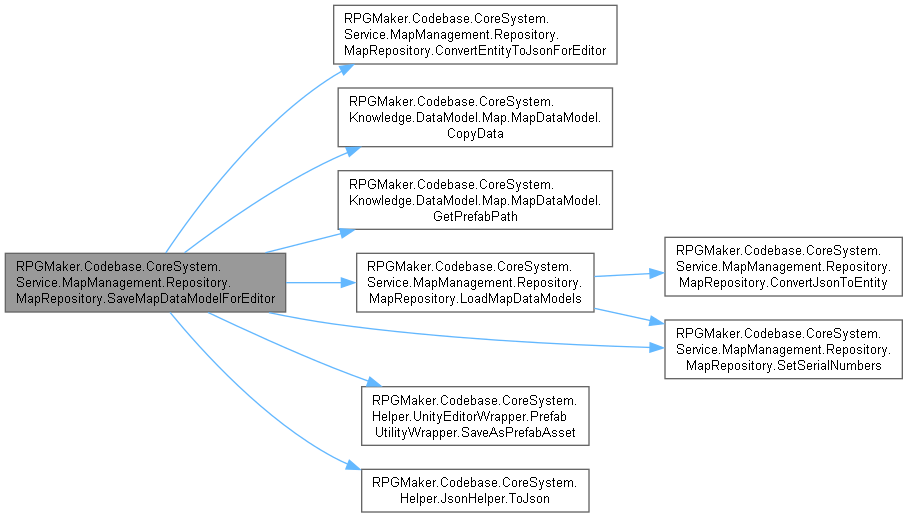 RPGMaker.Codebase.CoreSystem.
Service.MapManagement.Repository.
MapRepository.ConvertEntityToJsonForEditor
RPGMaker.Codebase.CoreSystem.
Knowledge.DataModel.Map.MapDataModel.
CopyData
RPGMaker.Codebase.CoreSystem.
Knowledge.DataModel.Map.MapDataModel.
GetPrefabPath
RPGMaker.Codebase.CoreSystem.
Service.MapManagement.Repository.
MapRepository.SaveMapDataModelForEditor
RPGMaker.Codebase.CoreSystem.
Service.MapManagement.Repository.
MapRepository.LoadMapDataModels
RPGMaker.Codebase.CoreSystem.
Service.MapManagement.Repository.
MapRepository.ConvertJsonToEntity
RPGMaker.Codebase.CoreSystem.
Service.MapManagement.Repository.
MapRepository.SetSerialNumbers
RPGMaker.Codebase.CoreSystem.
Helper.UnityEditorWrapper.Prefab
UtilityWrapper.SaveAsPrefabAsset
RPGMaker.Codebase.CoreSystem.
Helper.JsonHelper.ToJson